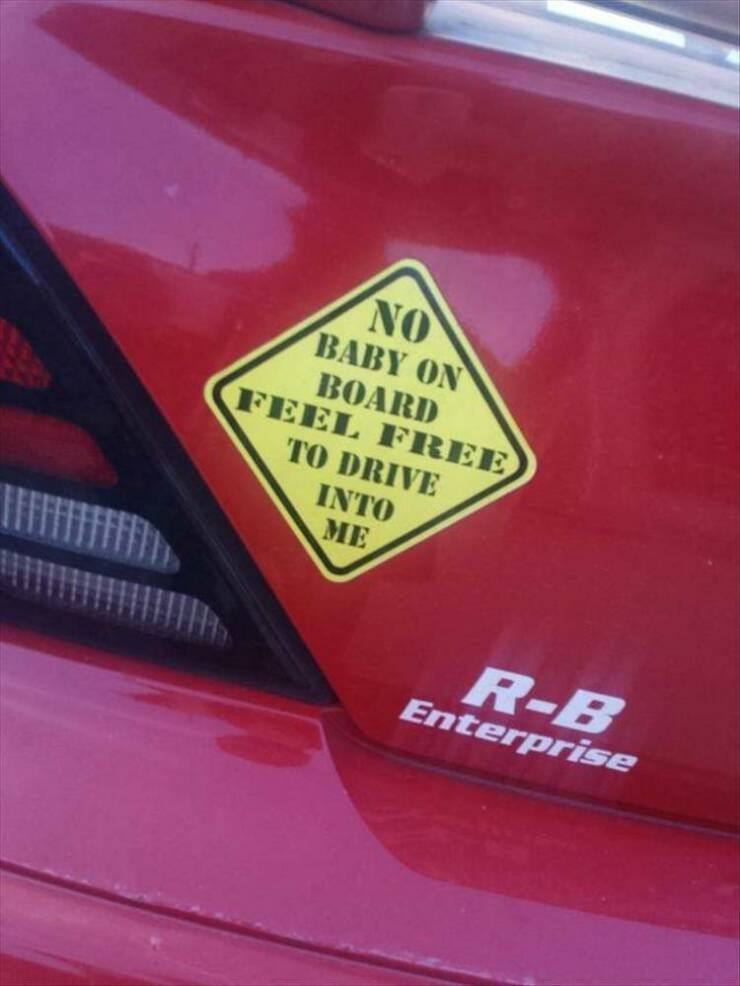 NO
BABY ON
BOARD
FEEL FREE
TO DRIVE
INTO
ME
R-B
Enterprise